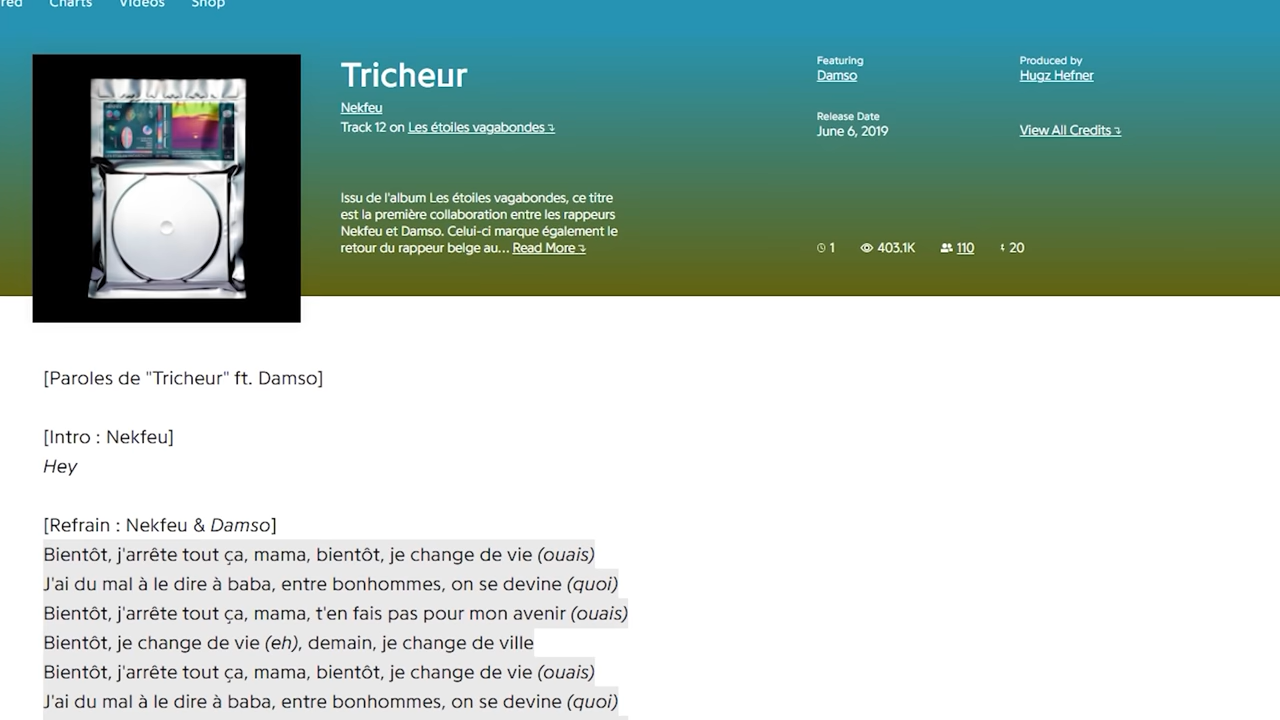 red Charts Videos Shop
Tricheur
Nekfeu
Track 12 on Les étoiles vagabondes
Featuring
Damso
Produced by
Hugz Hefner
Release Date
June 6, 2019
View All Credits
Issu de l'album Les étoiles vagabondes, ce titre
est la première collaboration entre les rappeurs
Nekfeu et Damso. Celui-ci marque également le
retour du rappeur belge au... Read More
1 403.1K 110 20
[Paroles de "Tricheur" ft. Damso]
[Intro : Nekfeu]
Hey
[Refrain : Nekfeu & Damso]
Bientôt, j'arrête tout ça, mama, bientôt, je change de vie (ouais)
J'ai du mal à le dire à baba, entre bonhommes, on se devine (quoi)
Bientôt, j'arrête tout ça, mama, t'en fais pas pour mon avenir (ouais)
Bientôt, je change de vie (eh), demain, je change de ville
Bientôt, j'arrête tout ça, mama, bientôt, je change de vie (ouais)
J'ai du mal à le dire à baba, entre bonhommes, on se devine (quoi)